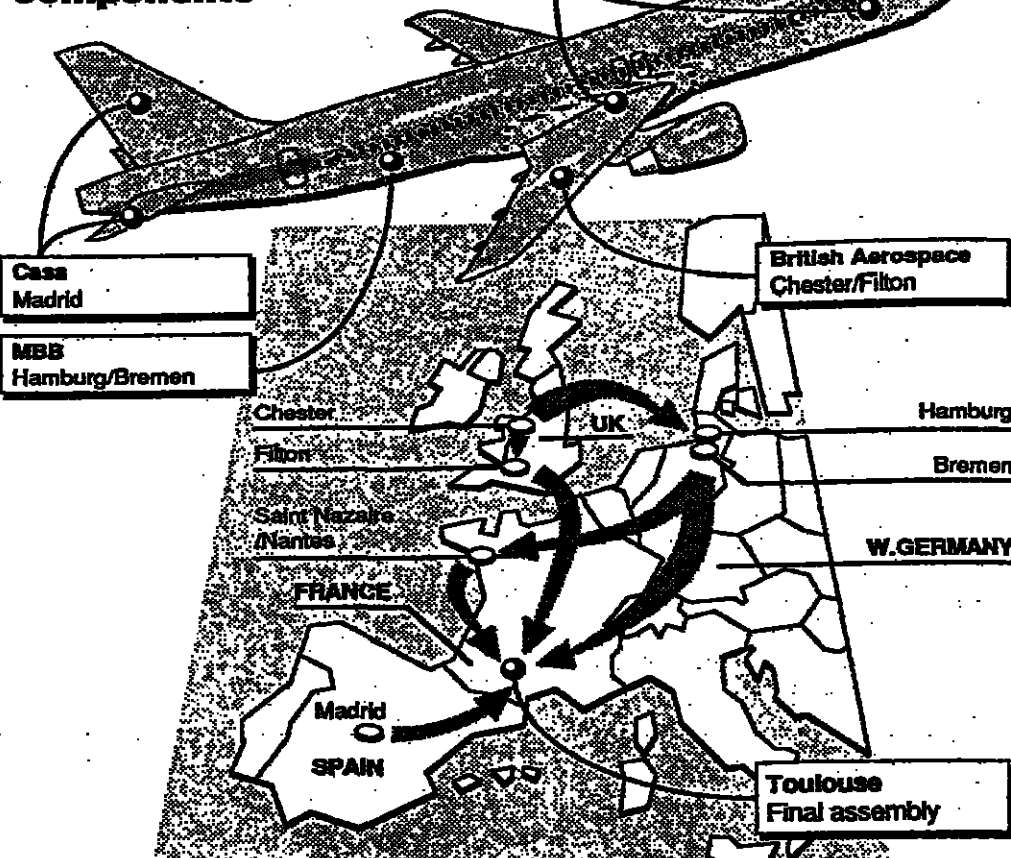 components
Casa
Madrid
British Aerospace
Chester/Filton
MBB
Hamburg/Bremen
Chester
UK
Hamburg
Filton
Bremen
Saint Nazaire
/Nantes
W.GERMANY
FRANCE
Madrid
SPAIN
Toulouse
Final assembly